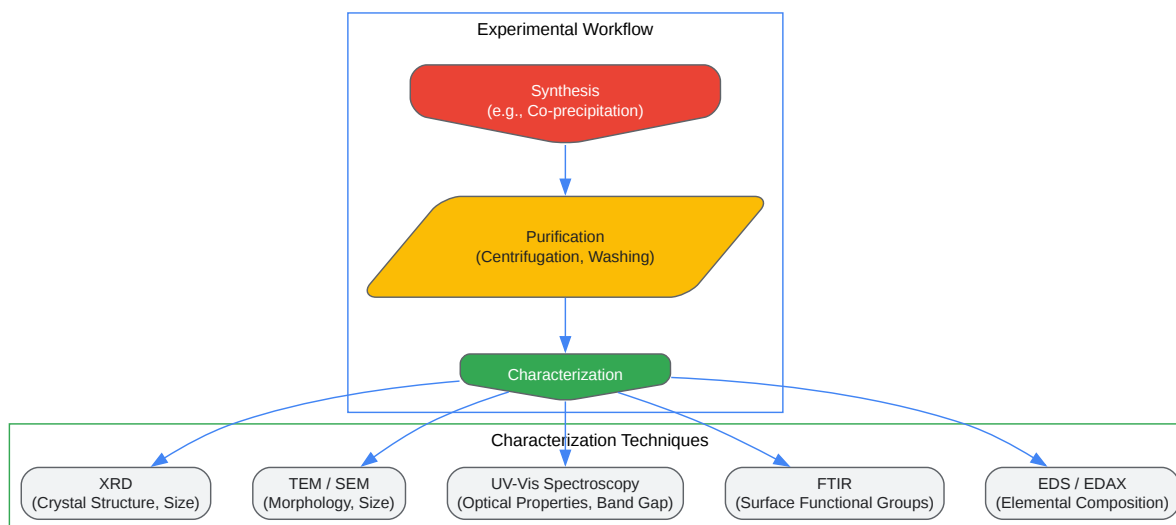 Experimental Workflow
Synthesis
(e.g., Co-precipitation)
Purification
(Centrifugation, Washing)
Characterization
Characterization Techniques
XRD
(Crystal Structure, Size)
TEM / SEM
(Morphology, Size)
UV-Vis Spectroscopy
(Optical Properties, Band Gap)
FTIR
(Surface Functional Groups)
EDS / EDAX
(Elemental Composition)